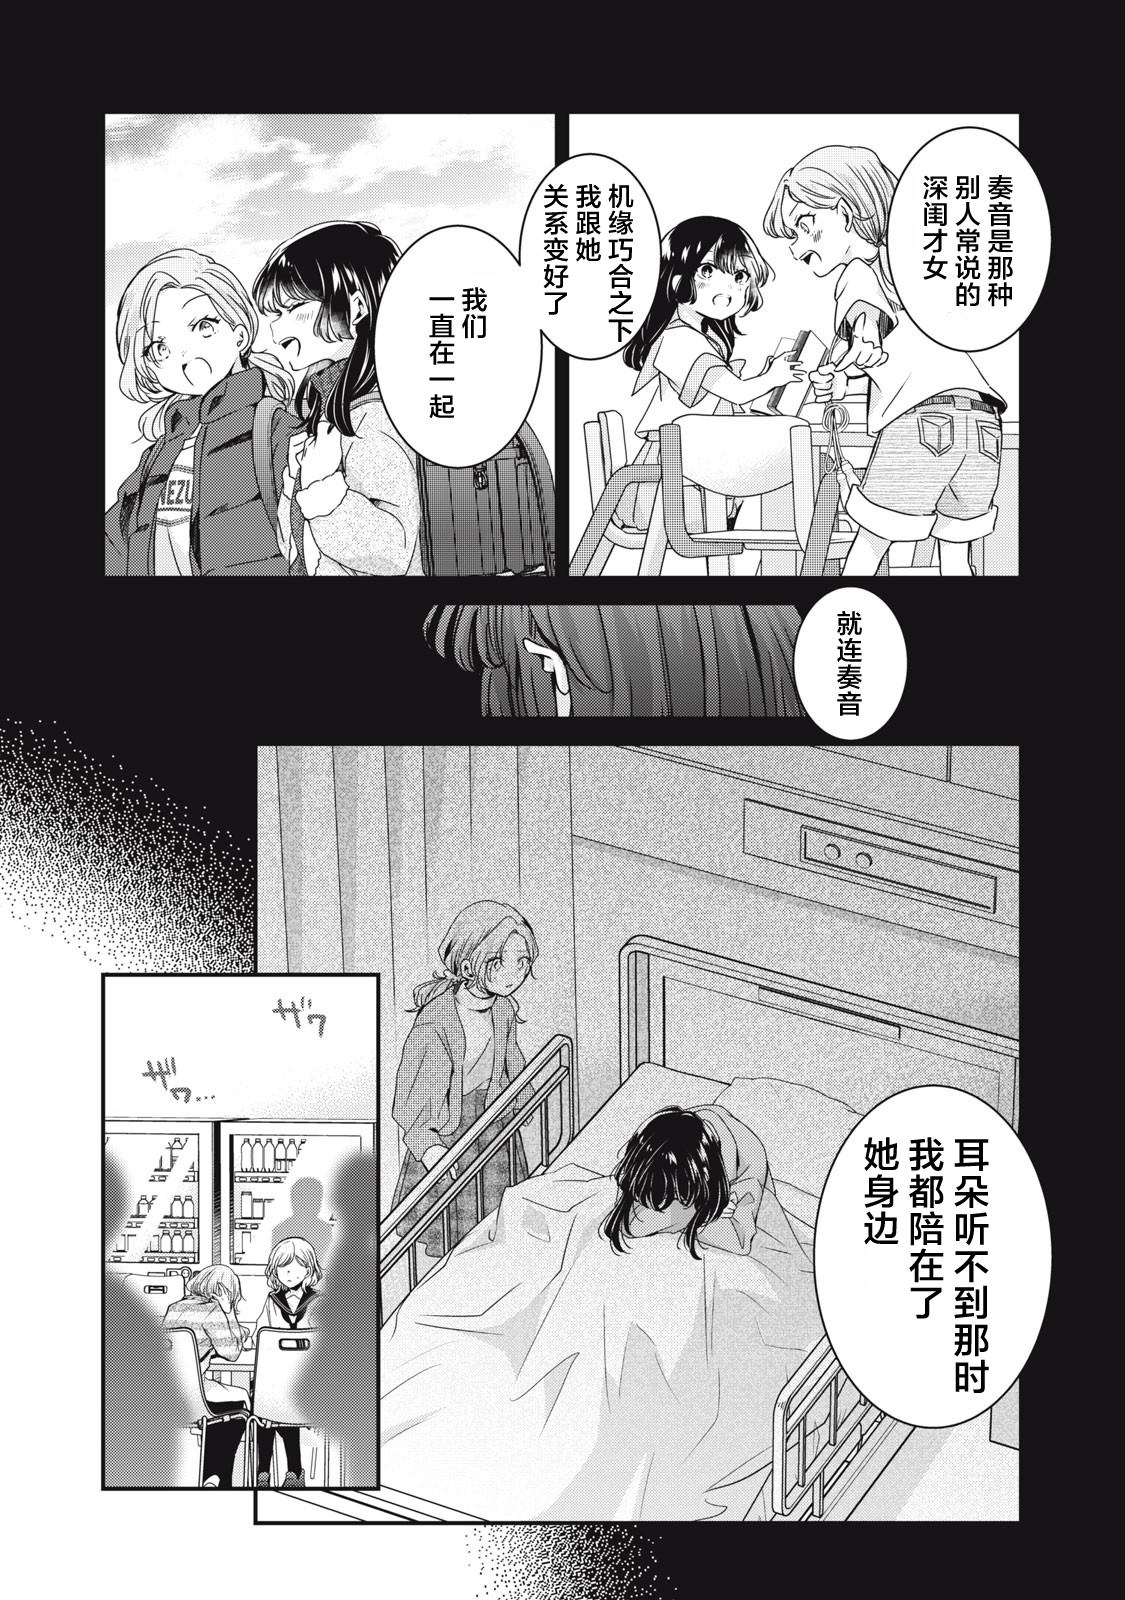 奏音是那种
别人常说的
深闺才女
机缘巧合之下
我跟她
关系变好了
我们
一直在一起
NEZU
就连奏音
耳朵听不到那时
我都陪在了
她身边
ザワ
ザワ…